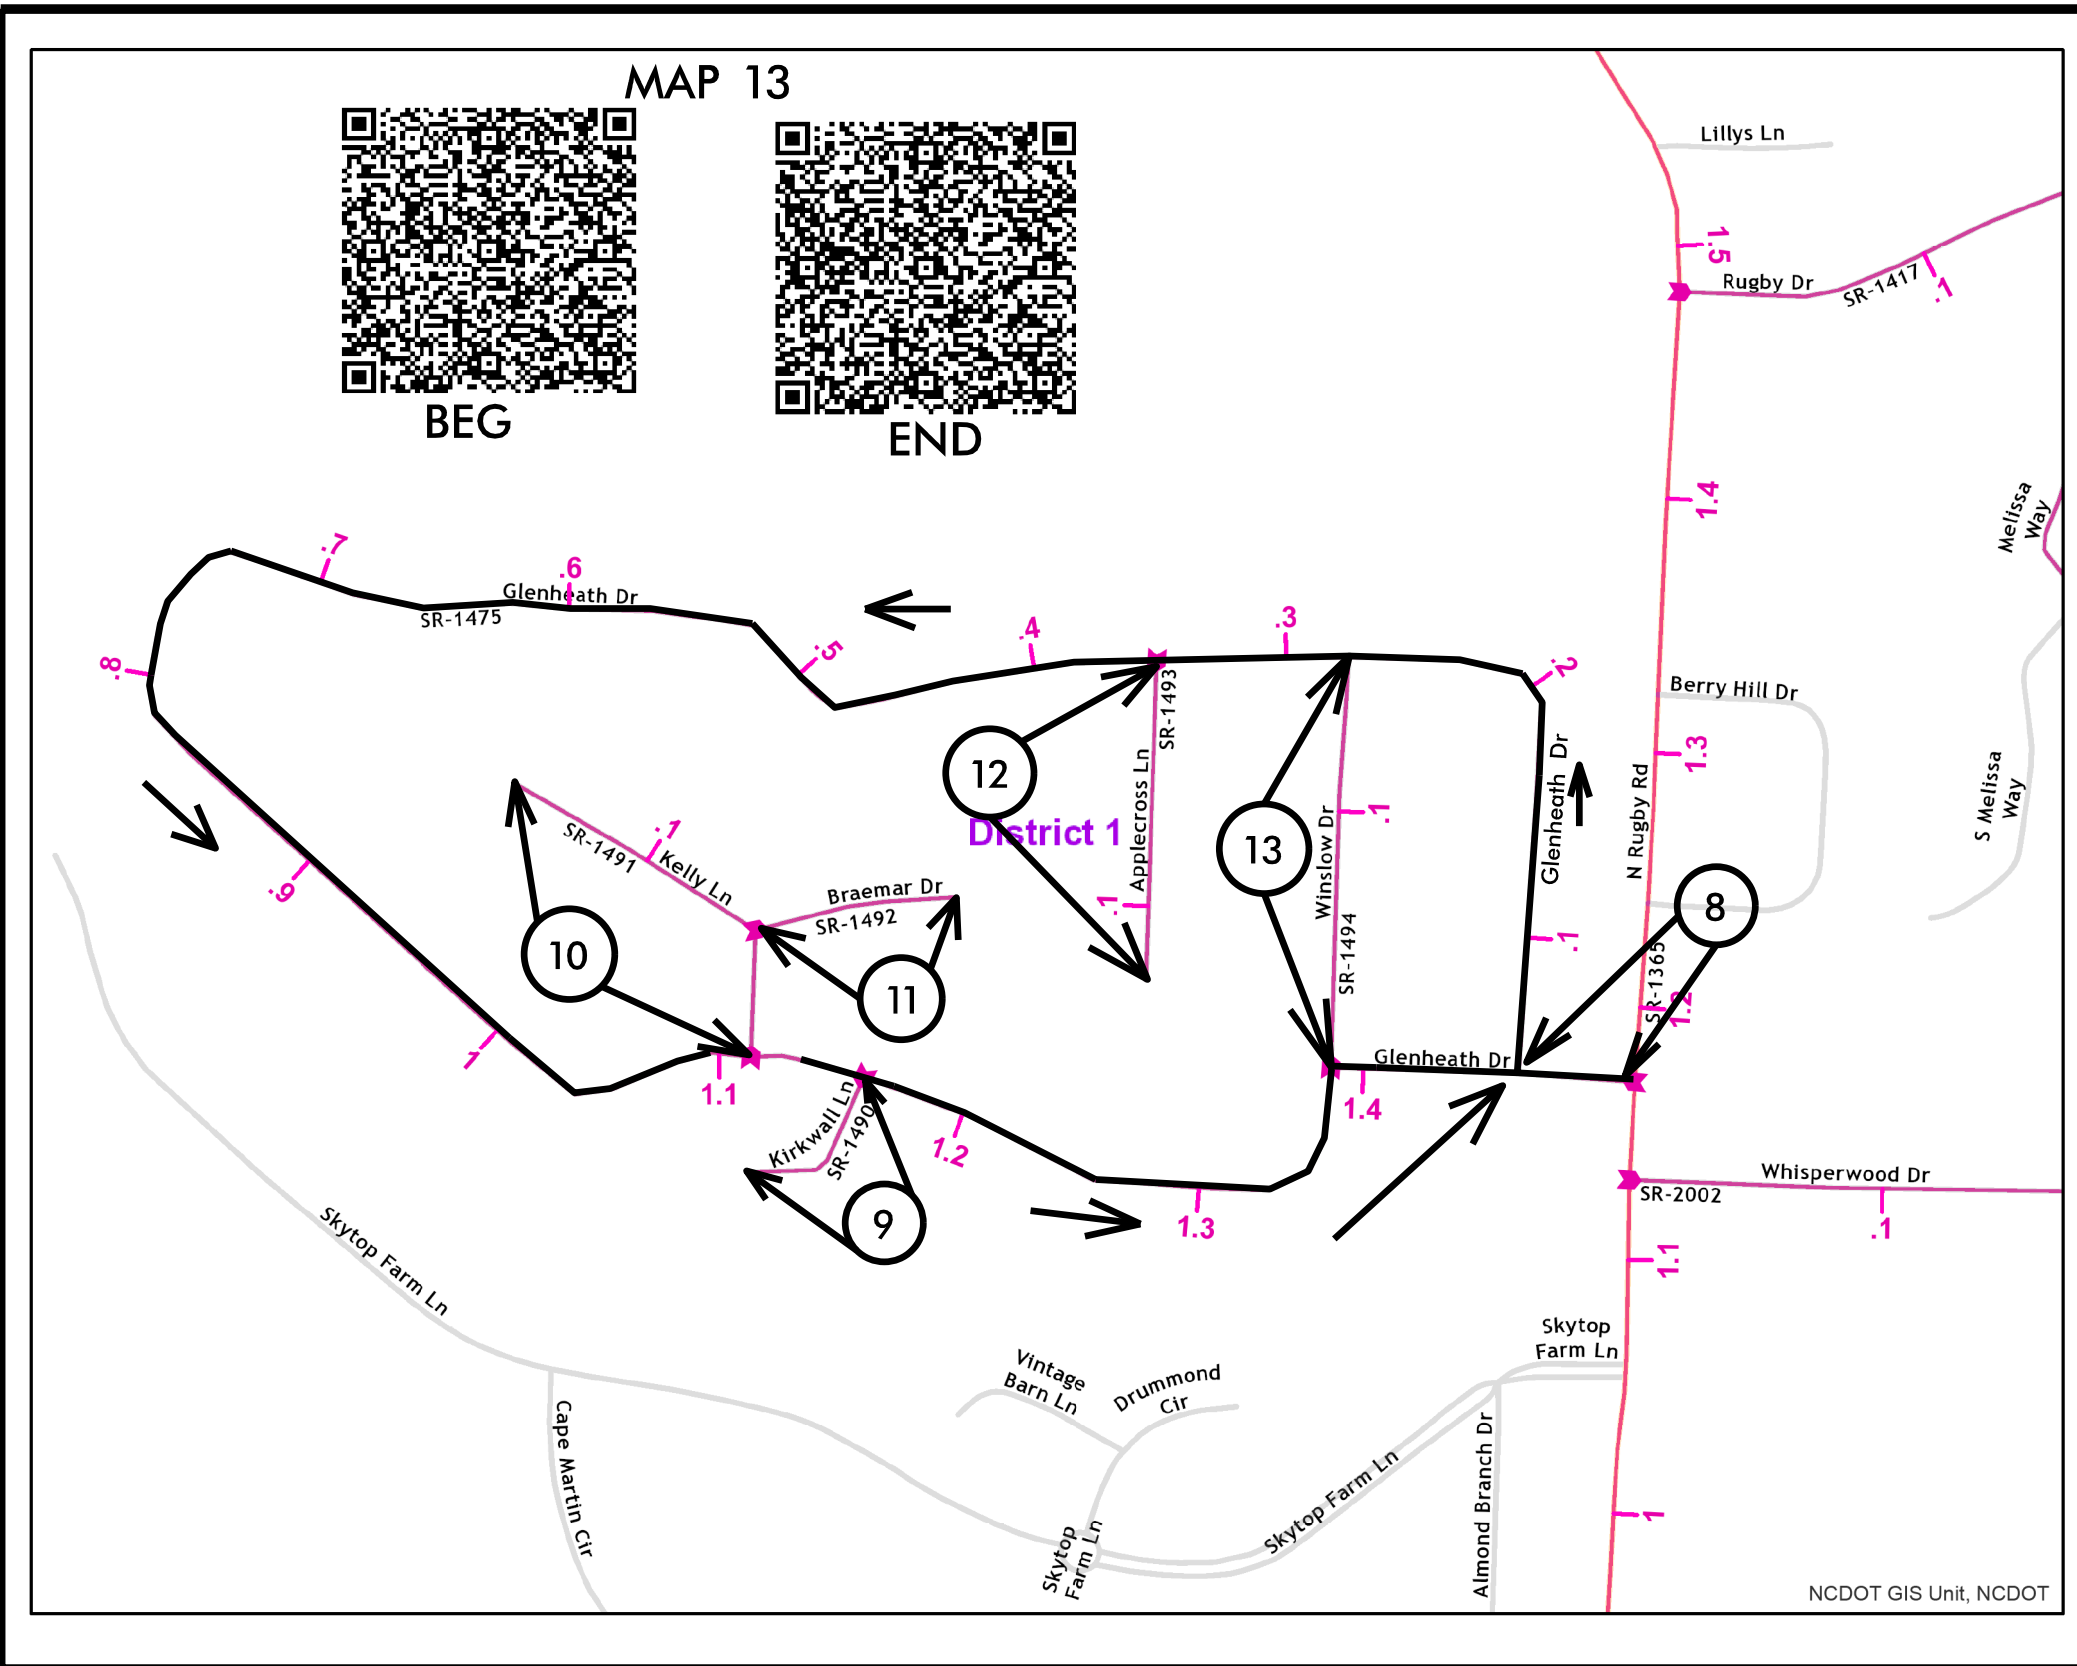 MAP 13
BEG
END
Lillys Ln
1.5
Rugby Dr
SR-1417
.1
1.4
Melissa
Way
.7
.6
Glenheath Dr
SR-1475
.5
.4
.3
.2
.8
SR-1493
Berry Hill Dr
1.3
N Rugby Rd
S Melissa
Way
12
District 1
Applecross Ln
.1
13
Winslow Dr
.1
SR-1494
Glenheath Dr
.1
8
SR-1365
1.2
.9
SR-1491
.1
Kelly Ln
Braemar Dr
SR-1492
10
11
1
1.1
Glenheath Dr
1.4
Kirkwall Ln
SR-1490
1.2
9
1.3
Whisperwood Dr
SR-2002
.1
1.1
Skytop Farm Ln
Skytop
Farm Ln
Vintage
Barn Ln
Drummond
Cir
Cape Martin Cir
Skytop Farm Ln
Almond Branch Dr
Skytop
Farm Ln
1
NCDOT GIS Unit, NCDOT